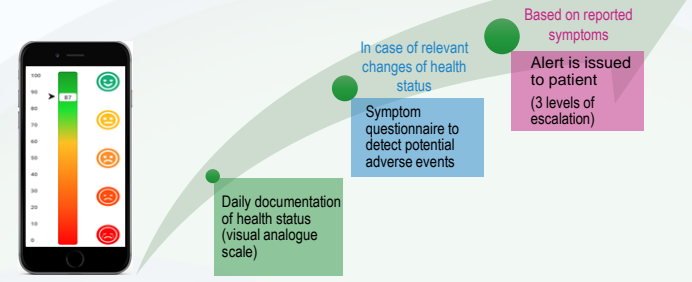 100
90
87
80
70
60
50
40
30
20
10
0
Daily documentation
of health status
(visual analogue
scale)
In case of relevant
changes of health
status
Symptom
questionnaire to
detect potential
adverse events
Based on reported
symptoms
Alert is issued
to patient
(3 levels of
escalation)